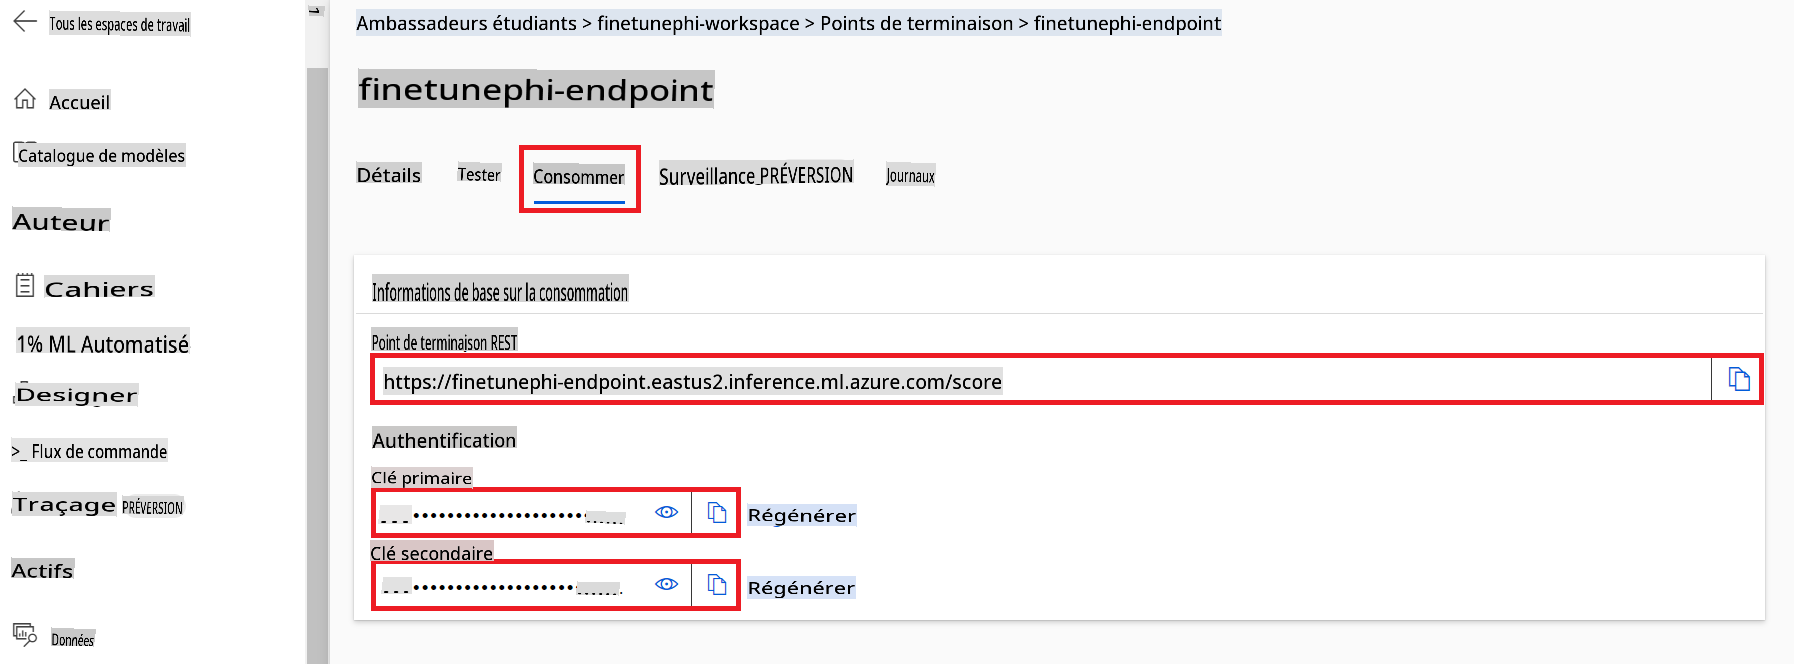 Tous les espaces de travail
Accueil
Catalogue de modèles
Auteur
Cahiers
1% ML Automatisé
Designer
>_ Flux de commande
Traçage PRÉVERSION
Actifs
Données
Ambassadeurs étudiants > finetunephi-workspace > Points de terminaison > finetunephi-endpoint
finetunephi-endpoint
Détails Tester Consommer Surveillance PRÉVERSION Journaux
Informations de base sur la consommation
Point de terminaison REST
https://finetunephi-endpoint.eastus2.inference.ml.azure.com/score
Authentification
Clé primaire
Régénérer
Clé secondaire
Régénérer